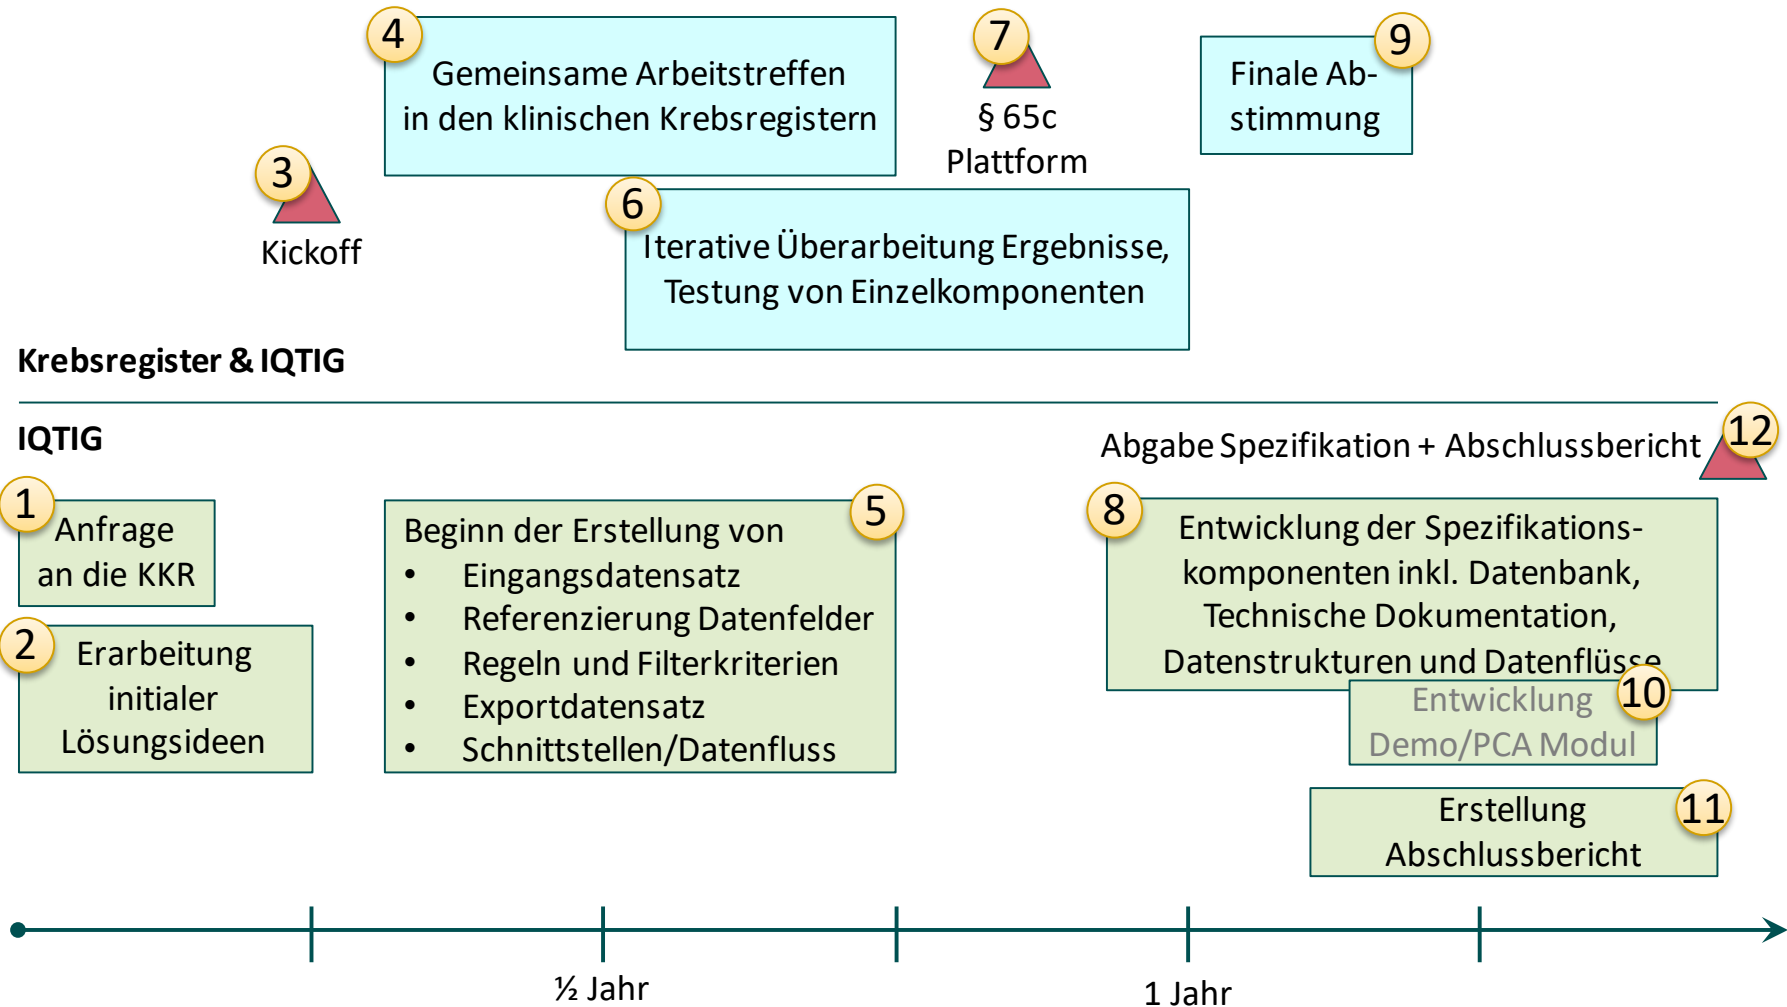 4
Gemeinsame Arbeitstreffen
in den klinischen Krebsregistern
7
§ 65c
Plattform
9
Finale Ab-
stimmung
3
Kickoff
6
Iterative Überarbeitung Ergebnisse,
Testung von Einzelkomponenten
Krebsregister & IQTIG
IQTIG
Abgabe Spezifikation + Abschlussbericht
12
1
Anfrage
an die KKR
2
Erarbeitung
initialer
Lösungsideen
5
Beginn der Erstellung von
• Eingangsdatensatz
• Referenzierung Datenfelder
• Regeln und Filterkriterien
• Exportdatensatz
• Schnittstellen/Datenfluss
8
Entwicklung der Spezifikations-
komponenten inkl. Datenbank,
Technische Dokumentation,
Datenstrukturen und Datenflüsse
10
Entwicklung
Demo/PCA Modul
11
Erstellung
Abschlussbericht
½ Jahr
1 Jahr